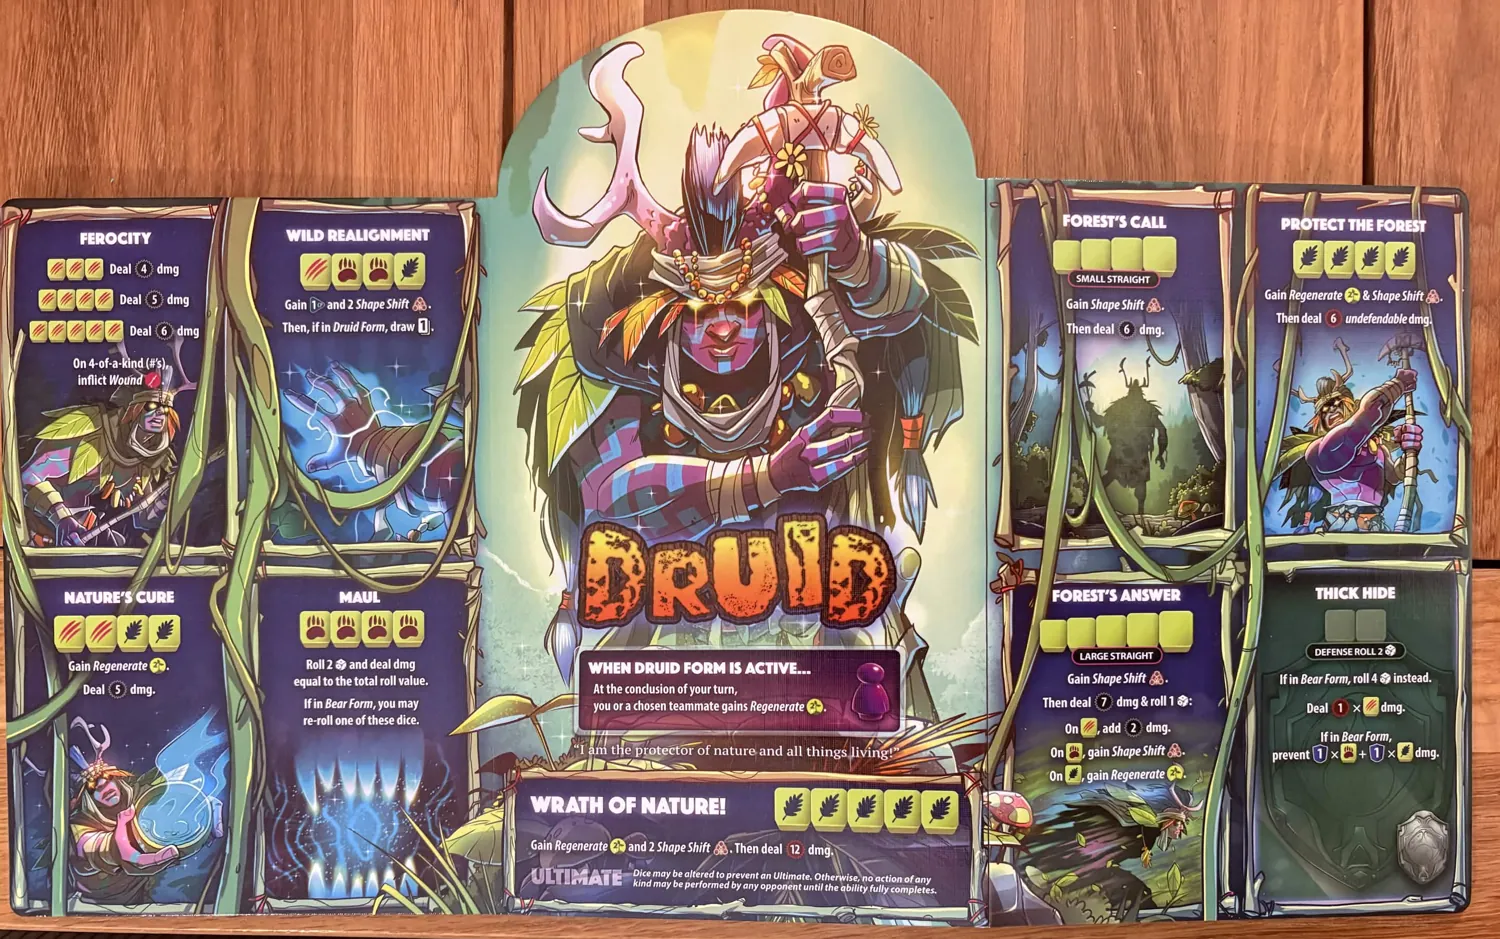 FEROCITY
Deal 4 dmg
Deal 5 dmg
Deal 6 dmg
On 4-of-a-kind (#'s),
inflict Wound
WILD REALIGNMENT
Gain 1 and 2 Shape Shift .
Then, if in Druid Form, draw 1 .
NATURE'S CURE
Gain Regenerate .
Deal 5 dmg.
MAUL
Roll 2 and deal dmg
equal to the total roll value.
If in Bear Form, you may
re-roll one of these dice.
DRUID
WHEN DRUID FORM IS ACTIVE...
At the conclusion of your turn,
you or a chosen teammate gains Regenerate .
"I am the protector of nature and all things living!"
WRATH OF NATURE!
Gain Regenerate and 2 Shape Shift . Then deal 12 dmg.
ULTIMATE
Dice may be altered to prevent an Ultimate. Otherwise, no action of any
kind may be performed by any opponent until the ability fully completes.
FOREST'S CALL
SMALL STRAIGHT
Gain Shape Shift .
Then deal 6 dmg.
PROTECT THE FOREST
Gain Regenerate & Shape Shift .
Then deal 6 undefendable dmg.
FOREST'S ANSWER
LARGE STRAIGHT
Gain Shape Shift .
Then deal 7 dmg & roll 1 :
On , add 2 dmg.
On , gain Shape Shift .
On , gain Regenerate .
THICK HIDE
DEFENSE ROLL 2
If in Bear Form, roll 4 instead.
Deal 1 × dmg.
If in Bear Form,
prevent 1 × + 1 × dmg.